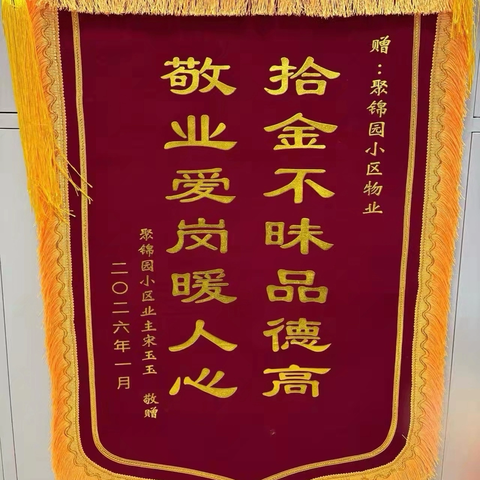 赠：聚锦园小区物业
拾金不昧品德高
敬业爱岗暖人心
聚锦园小区业主宋玉玉 敬赠
二〇二六年一月